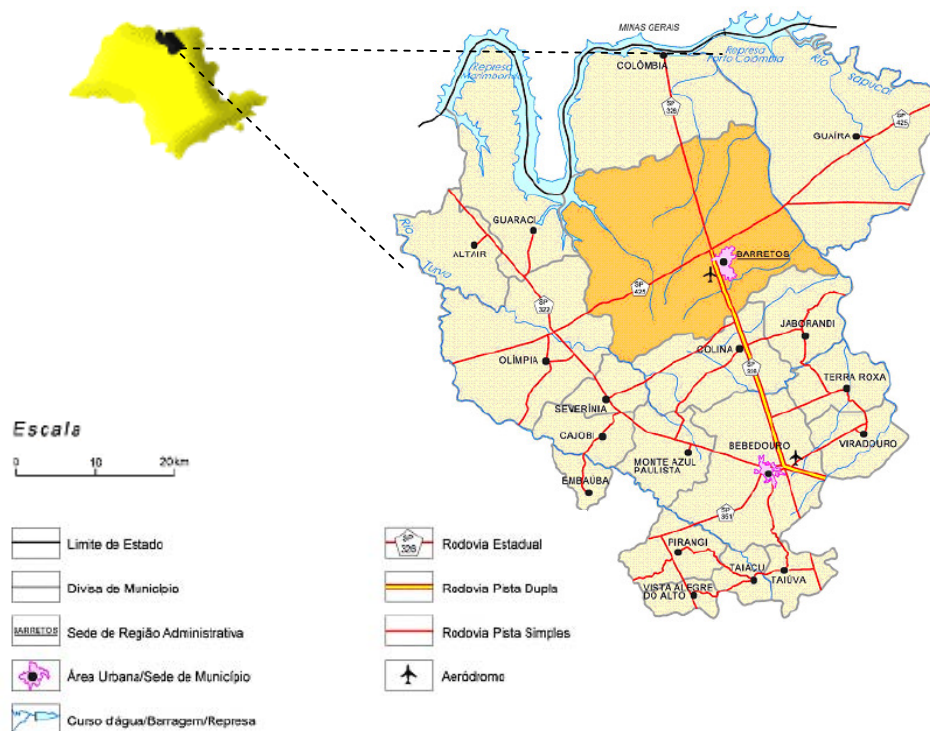 MINAS GERAIS
Represa
Marimbondo
COLÔMBIA
Represa
Porto Colômbia
Rio
Sapucaí
SP
326
SP
425
GUAÍRA
GUARACI
Rio
Turvo
ALTAIR
BARRETOS
SP
425
SP
322
JABORANDI
COLINA
SP
326
OLÍMPIA
TERRA ROXA
SEVERÍNIA
CAJOBI
BEBEDOURO
VIRADOURO
MONTE AZUL
PAULISTA
EMBAÚBA
SP
351
PIRANGI
TAIAÇU
TAIÚVA
VISTA ALEGRE
DO ALTO
Escala
0 10 20km
Limite de Estado
Divisa de Município
BARRETOS
Sede de Região Administrativa
Área Urbana/Sede de Município
Curso d'água/Barragem/Represa
SP
326
Rodovia Estadual
Rodovia Pista Dupla
Rodovia Pista Simples
Aeródromo